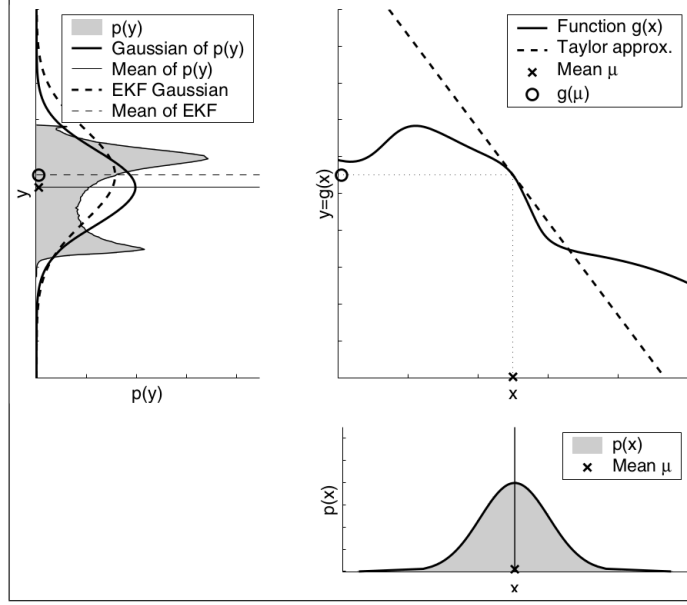 p(y)
Gaussian of p(y)
Mean of p(y)
EKF Gaussian
Mean of EKF
y
p(y)
Function g(x)
Taylor approx.
Mean μ
g(μ)
y=g(x)
x
p(x)
Mean μ
p(x)
x